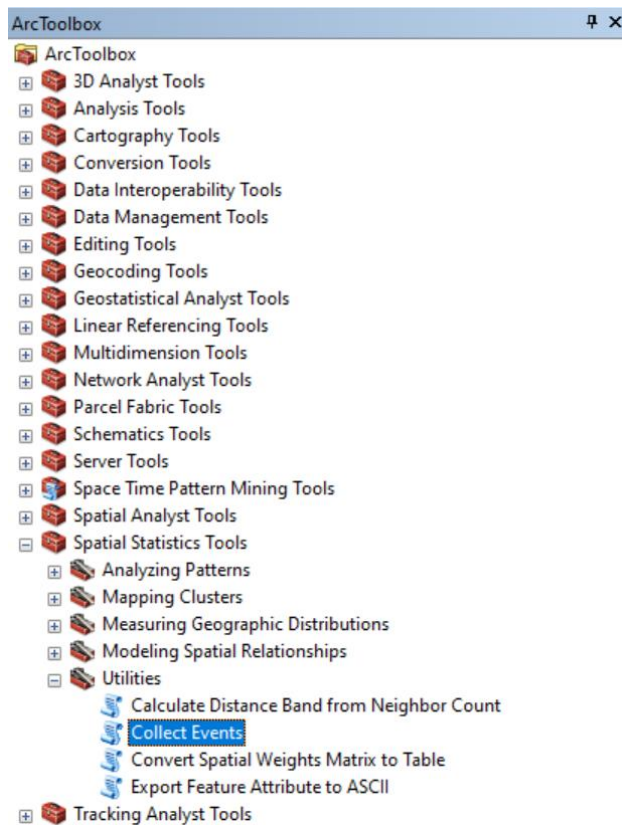 ArcToolbox
ArcToolbox
3D Analyst Tools
Analysis Tools
Cartography Tools
Conversion Tools
Data Interoperability Tools
Data Management Tools
Editing Tools
Geocoding Tools
Geostatistical Analyst Tools
Linear Referencing Tools
Multidimension Tools
Network Analyst Tools
Parcel Fabric Tools
Schematics Tools
Server Tools
Space Time Pattern Mining Tools
Spatial Analyst Tools
Spatial Statistics Tools
Analyzing Patterns
Mapping Clusters
Measuring Geographic Distributions
Modeling Spatial Relationships
Utilities
Calculate Distance Band from Neighbor Count
Collect Events
Convert Spatial Weights Matrix to Table
Export Feature Attribute to ASCII
Tracking Analyst Tools